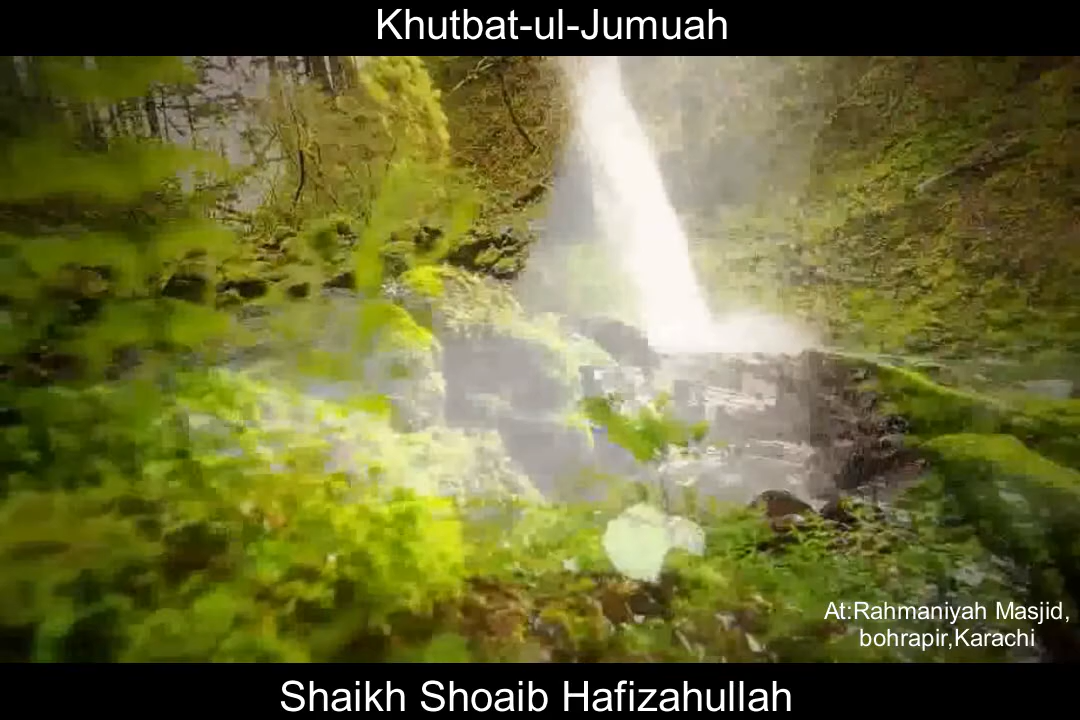 Khutbat-ul-Jumuah
At:Rahmaniyah Masjid,
bohrapir,Karachi
Shaikh Shoaib Hafizahullah